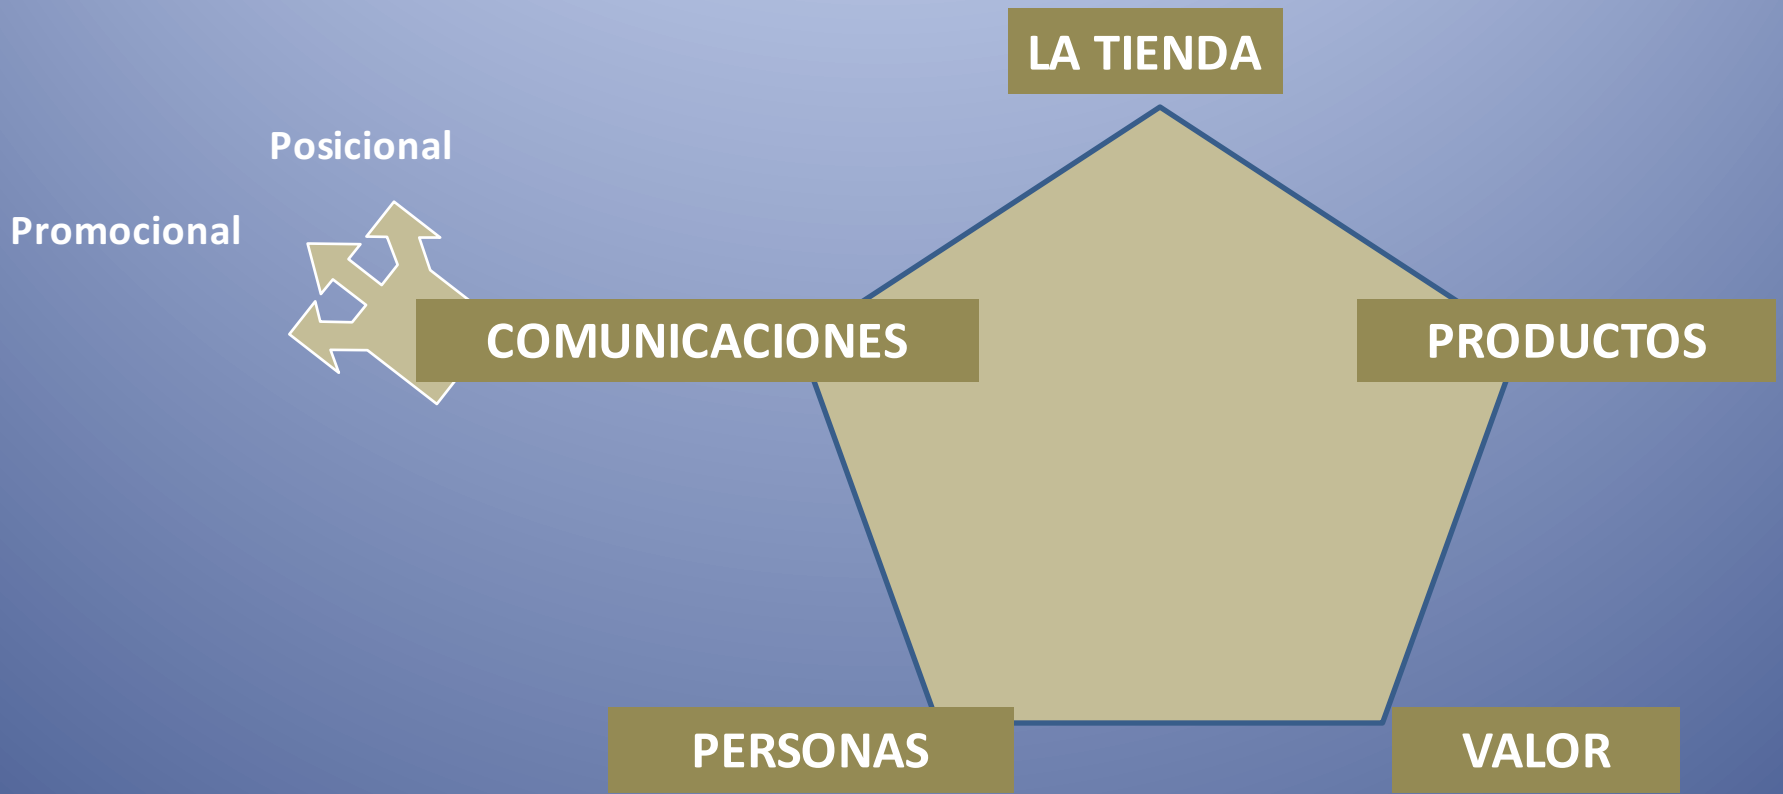 LA TIENDA
Posicional
Promocional
COMUNICACIONES
PRODUCTOS
PERSONAS
VALOR